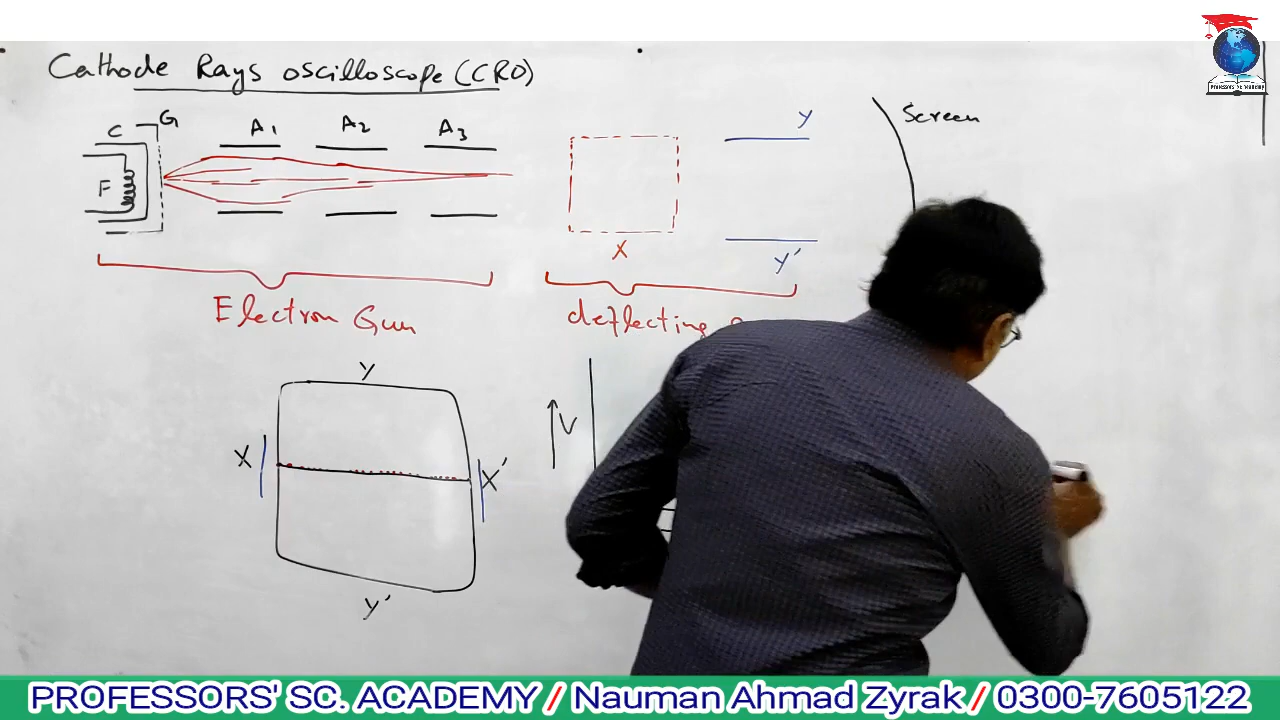 Cathode Rays oscilloscope (CRO)
C G A1 A2 A3 y Screen
F
X y'
Electron Gun deflecting
y
V
X X'
y'
PROFESSORS' SC. ACADEMY / Nauman Ahmad Zyrak / 0300-7605122